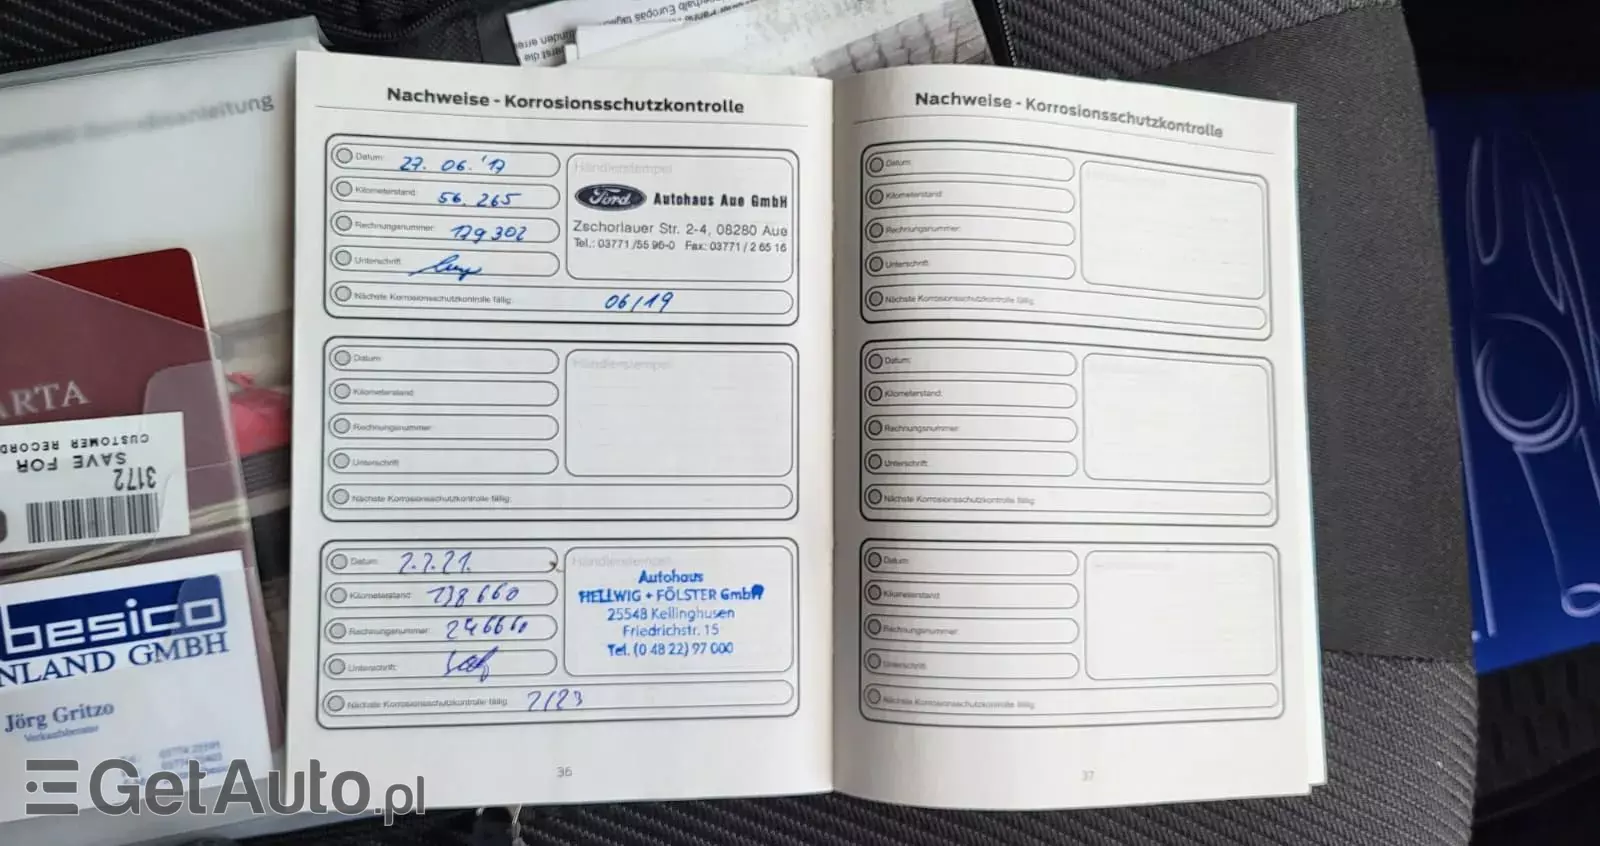 Nachweise - Korrosionsschutzkontrolle
Datum: 27. 06. '17
Kilometerstand: 56. 265
Rechnungsnummer: 179302
Unterschrift:
Nächste Korrosionsschutzkontrolle fällig: 06/19
Händlerstempel
Ford Autohaus Aue GmbH
Zschorlauer Str. 2-4, 08280 Aue
Tel.: 03771/55 96-0 Fax: 03771/2 65 16
Datum:
Kilometerstand:
Rechnungsnummer:
Unterschrift:
Nächste Korrosionsschutzkontrolle fällig:
Händlerstempel
Datum: 2.7.21.
Kilometerstand: 138660
Rechnungsnummer:
Unterschrift:
Nächste Korrosionsschutzkontrolle fällig: 7/23
Händlerstempel
Autohaus
HELLWIG + FÖLSTER GmbH
25548 Kellinghusen
Friedrichstr. 15
Tel. (0 48 22) 97 000
36
Nachweise - Korrosionsschutzkontrolle
Datum:
Kilometerstand:
Rechnungsnummer:
Unterschrift:
Nächste Korrosionsschutzkontrolle fällig:
Datum:
Kilometerstand:
Rechnungsnummer:
Unterschrift:
Nächste Korrosionsschutzkontrolle fällig:
Datum:
Kilometerstand:
Rechnungsnummer:
Unterschrift:
Nächste Korrosionsschutzkontrolle fällig:
37
ARTA
3172
SAVE FOR
CUSTOMER RECORD
besico
NLAND GMBH
Jörg Gritzo
Verkaufsberater
GetAuto.pl